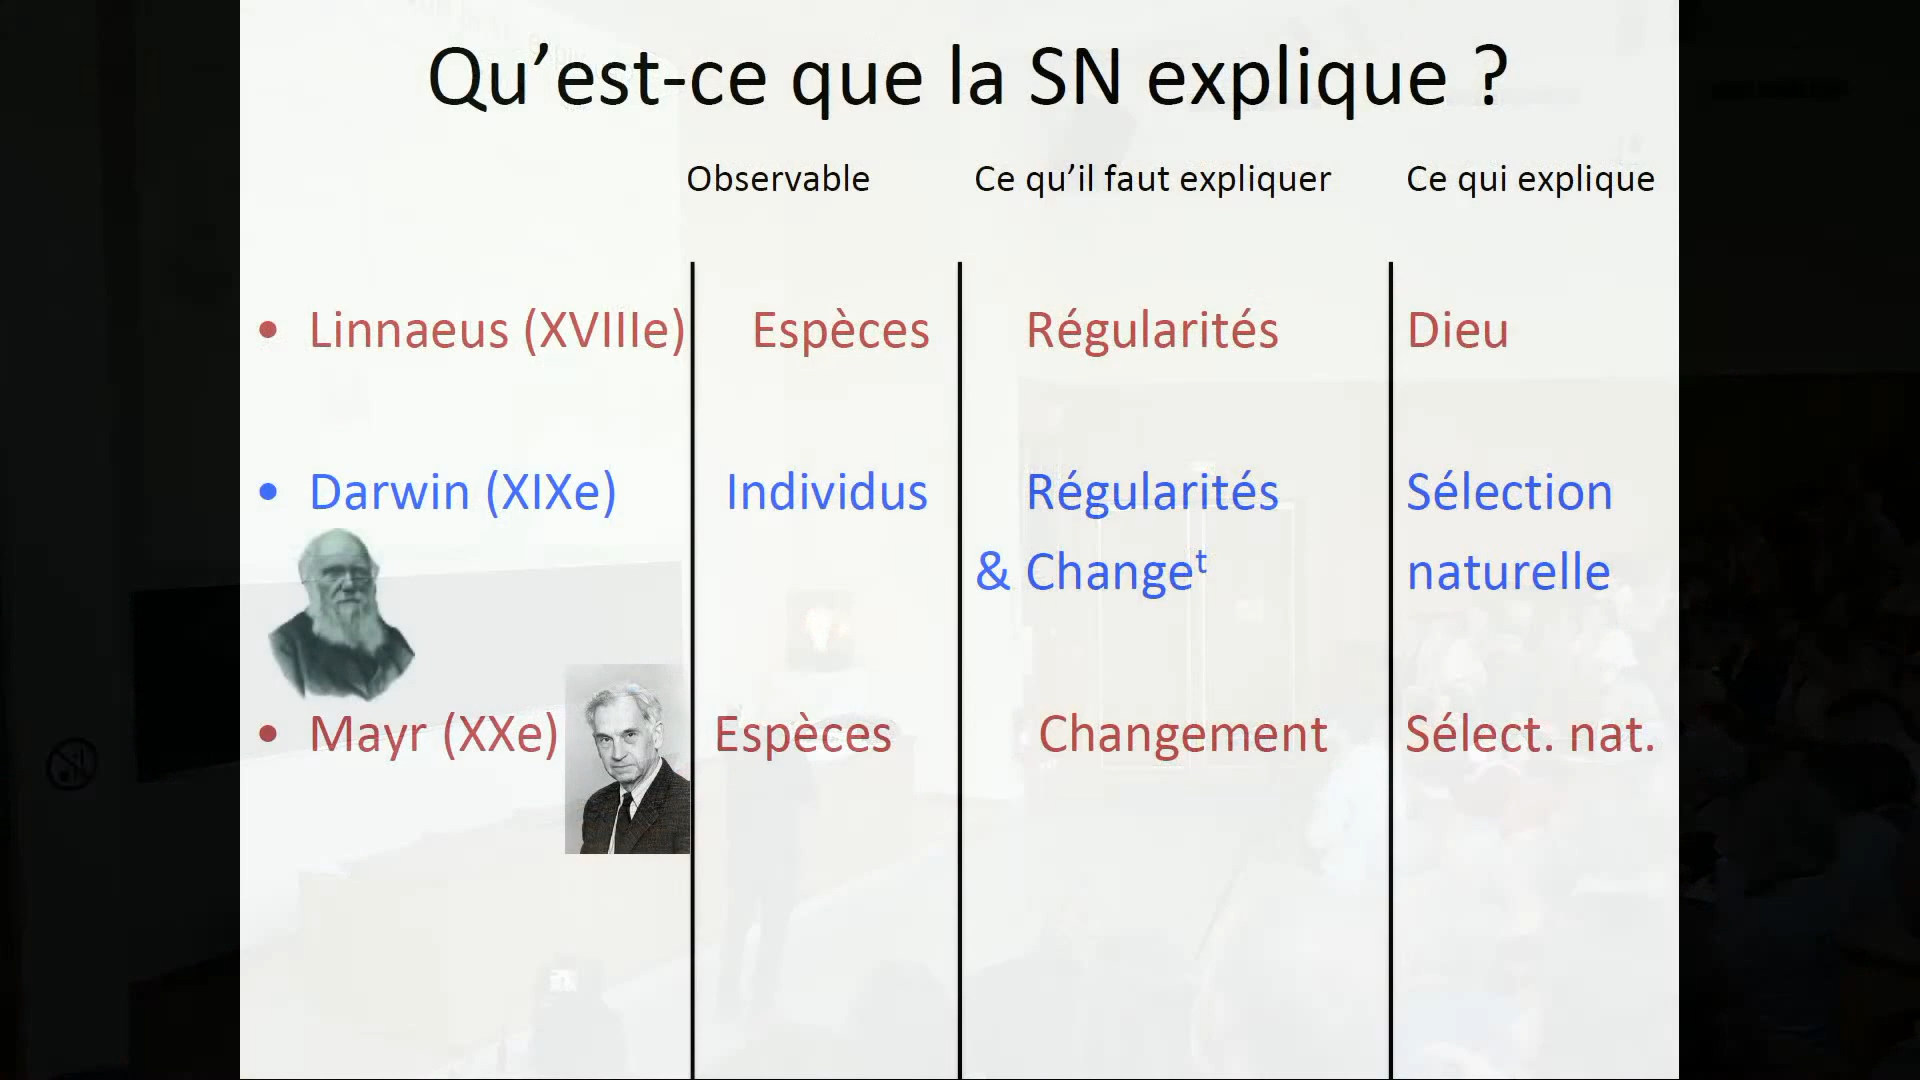 Qu’est-ce que la SN explique ?
Observable Ce qu’il faut expliquer Ce qui explique
• Linnaeus (XVIIIe) Espèces Régularités Dieu
• Darwin (XIXe) Individus Régularités Sélection
& Changeᵗ naturelle
• Mayr (XXe) Espèces Changement Sélect. nat.